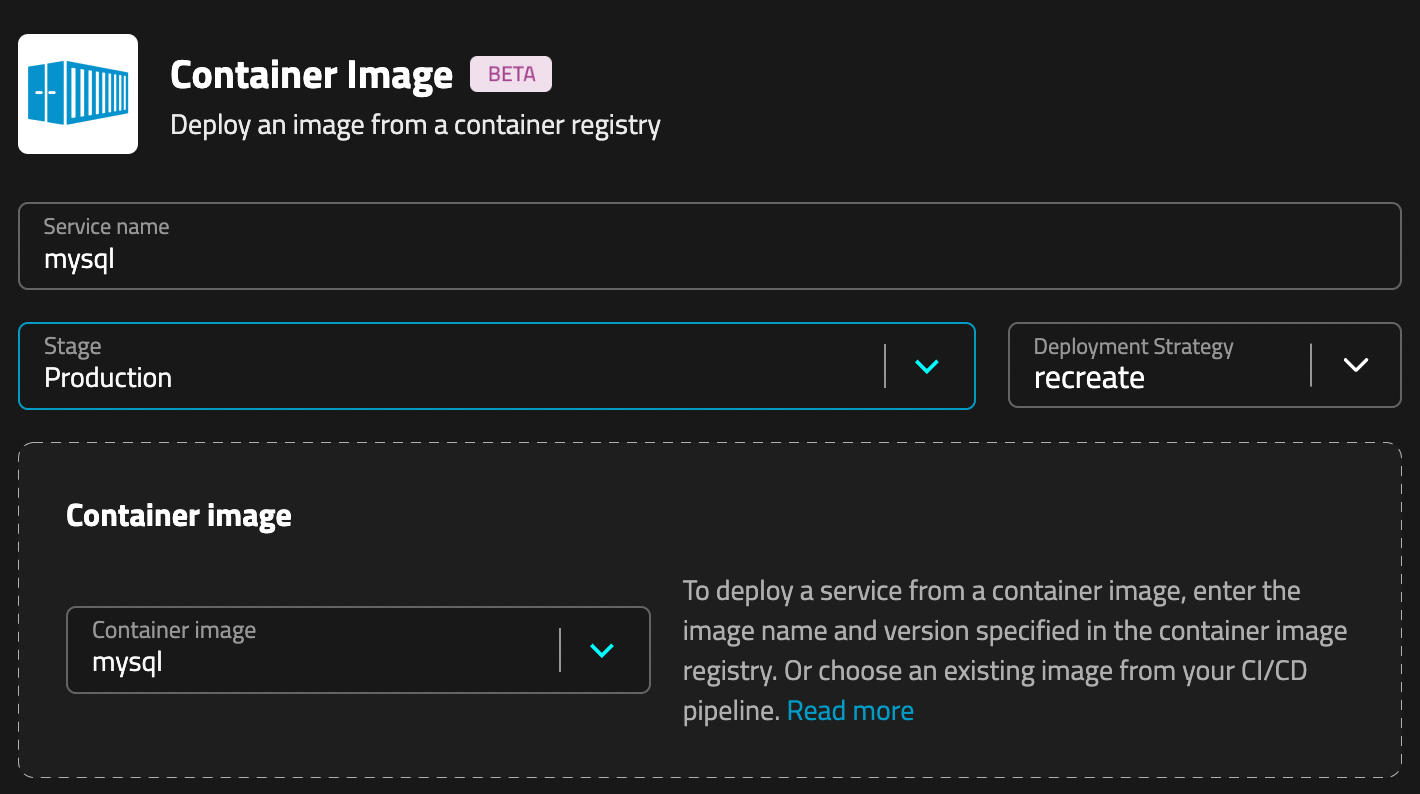 Container Image BETA
Deploy an image from a container registry
Service name
mysql
Stage
Production
Deployment Strategy
recreate
Container image
Container image
mysql
To deploy a service from a container image, enter the
image name and version specified in the container image
registry. Or choose an existing image from your CI/CD
pipeline. Read more